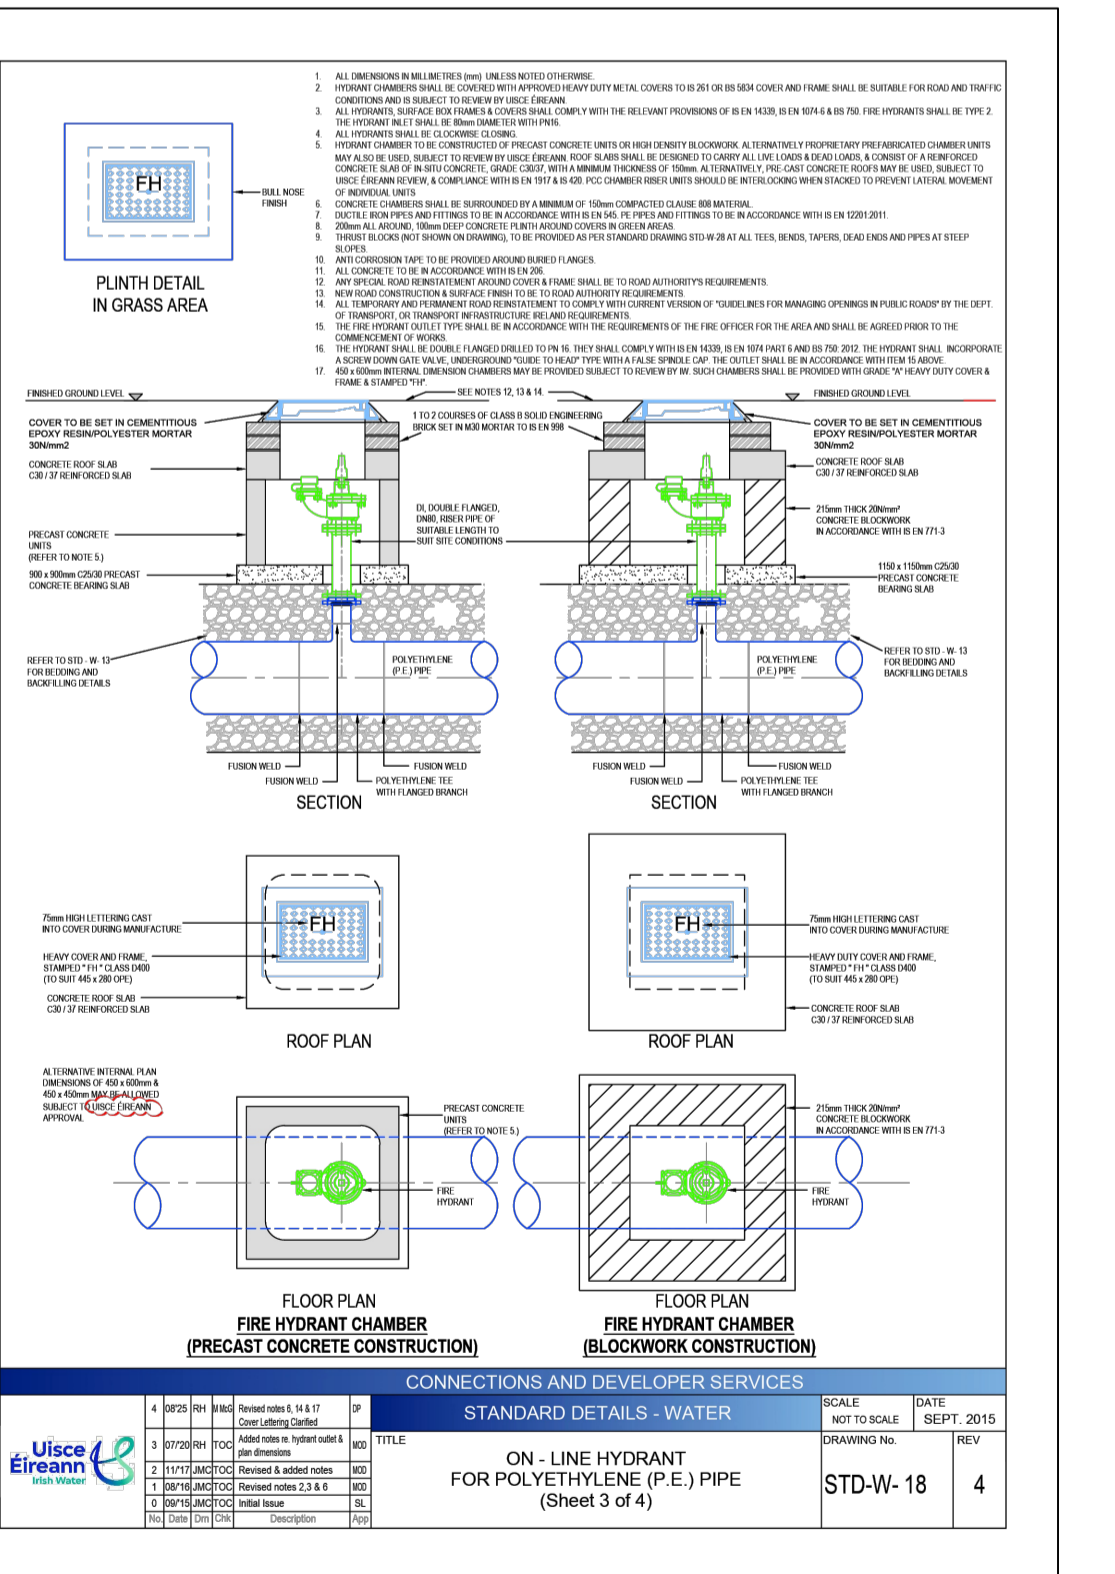 1. ALL DIMENSIONS IN MILLIMETRES (mm) UNLESS NOTED OTHERWISE.
2. HYDRANT CHAMBERS SHALL BE COVERED WITH APPROVED HEAVY DUTY METAL COVERS TO IS 261 OR BS 5834 COVER AND FRAME SHALL BE SUITABLE FOR ROAD AND TRAFFIC
CONDITIONS AND IS SUBJECT TO REVIEW BY UISCE ÉIREANN.
3. ALL HYDRANTS, SURFACE BOX FRAMES & COVERS SHALL COMPLY WITH THE RELEVANT PROVISIONS OF IS EN 14339, IS EN 1074-6 & BS 750. FIRE HYDRANTS SHALL BE TYPE 2.
THE HYDRANT INLET SHALL BE 80mm DIAMETER WITH PN16.
4. ALL HYDRANTS SHALL BE CLOCKWISE CLOSING.
5. HYDRANT CHAMBER TO BE CONSTRUCTED OF PRECAST CONCRETE UNITS OR HIGH DENSITY BLOCKWORK. ALTERNATIVELY PROPRIETARY PREFABRICATED CHAMBER UNITS
MAY ALSO BE USED, SUBJECT TO REVIEW BY UISCE ÉIREANN. ROOF SLABS SHALL BE DESIGNED TO CARRY ALL LIVE LOADS & DEAD LOADS, & CONSIST OF A REINFORCED
CONCRETE SLAB OF IN-SITU CONCRETE, GRADE C30/37, WITH A MINIMUM THICKNESS OF 150mm. ALTERNATIVELY, PRE-CAST CONCRETE ROOFS MAY BE USED, SUBJECT TO
UISCE ÉIREANN REVIEW, & COMPLIANCE WITH IS EN 1917 & IS 420. PCC CHAMBER RISER UNITS SHOULD BE INTERLOCKING WHEN STACKED TO PREVENT LATERAL MOVEMENT
OF INDIVIDUAL UNITS
6. CONCRETE CHAMBERS SHALL BE SURROUNDED BY A MINIMUM OF 150mm COMPACTED CLAUSE 808 MATERIAL.
7. DUCTILE IRON PIPES AND FITTINGS TO BE IN ACCORDANCE WITH IS EN 545. PE PIPES AND FITTINGS TO BE IN ACCORDANCE WITH IS EN 12201:2011.
8. 200mm ALL AROUND, 100mm DEEP CONCRETE PLINTH AROUND COVERS IN GREEN AREAS.
9. THRUST BLOCKS (NOT SHOWN ON DRAWING), TO BE PROVIDED AS PER STANDARD DRAWING STD-W-28 AT ALL TEES, BENDS, TAPERS, DEAD ENDS AND PIPES AT STEEP
SLOPES.
10. ANTI CORROSION TAPE TO BE PROVIDED AROUND BURIED FLANGES.
11. ALL CONCRETE TO BE IN ACCORDANCE WITH IS EN 206.
12. ANY SPECIAL ROAD REINSTATEMENT AROUND COVER & FRAME SHALL BE TO ROAD AUTHORITY'S REQUIREMENTS.
13. NEW ROAD CONSTRUCTION & SURFACE FINISH TO BE TO ROAD AUTHORITY REQUIREMENTS
14. ALL TEMPORARY AND PERMANENT ROAD REINSTATEMENT TO COMPLY WITH CURRENT VERSION OF "GUIDELINES FOR MANAGING OPENINGS IN PUBLIC ROADS" BY THE DEPT.
OF TRANSPORT, OR TRANSPORT INFRASTRUCTURE IRELAND REQUIREMENTS.
15. THE FIRE HYDRANT OUTLET TYPE SHALL BE IN ACCORDANCE WITH THE REQUIREMENTS OF THE FIRE OFFICER FOR THE AREA AND SHALL BE AGREED PRIOR TO THE
COMMENCEMENT OF WORKS.
16. THE HYDRANT SHALL BE DOUBLE FLANGED DRILLED TO PN 16. THEY SHALL COMPLY WITH IS EN 14339, IS EN 1074 PART 6 AND BS 750: 2012. THE HYDRANT SHALL INCORPORATE
A SCREW DOWN GATE VALVE, UNDERGROUND "GUIDE TO HEAD" TYPE WITH A FALSE SPINDLE CAP. THE OUTLET SHALL BE IN ACCORDANCE WITH ITEM 15 ABOVE.
17. 450 x 600mm INTERNAL DIMENSION CHAMBERS MAY BE PROVIDED SUBJECT TO REVIEW BY IW. SUCH CHAMBERS SHALL BE PROVIDED WITH GRADE "A" HEAVY DUTY COVER &
FRAME & STAMPED "FH".
FH
BULL NOSE
FINISH
PLINTH DETAIL
IN GRASS AREA
FINISHED GROUND LEVEL
SEE NOTES 12, 13 & 14.
FINISHED GROUND LEVEL
COVER TO BE SET IN CEMENTITIOUS
EPOXY RESIN/POLYESTER MORTAR
30N/mm2
1 TO 2 COURSES OF CLASS B SOLID ENGINEERING
BRICK SET IN M30 MORTAR TO IS EN 998
COVER TO BE SET IN CEMENTITIOUS
EPOXY RESIN/POLYESTER MORTAR
30N/mm2
CONCRETE ROOF SLAB
C30 / 37 REINFORCED SLAB
CONCRETE ROOF SLAB
C30 / 37 REINFORCED SLAB
DI, DOUBLE FLANGED,
DN80, RISER PIPE OF
SUITABLE LENGTH TO
SUIT SITE CONDITIONS
215mm THICK 20N/mm²
CONCRETE BLOCKWORK
IN ACCORDANCE WITH IS EN 771-3
PRECAST CONCRETE
UNITS
(REFER TO NOTE 5.)
900 x 900mm C25/30 PRECAST
CONCRETE BEARING SLAB
1150 x 1150mm C25/30
PRECAST CONCRETE
BEARING SLAB
REFER TO STD - W- 13
FOR BEDDING AND
BACKFILLING DETAILS
POLYETHYLENE
(P.E.) PIPE
POLYETHYLENE
(P.E.) PIPE
REFER TO STD - W- 13
FOR BEDDING AND
BACKFILLING DETAILS
FUSION WELD
FUSION WELD
FUSION WELD
POLYETHYLENE TEE
WITH FLANGED BRANCH
SECTION
FUSION WELD
FUSION WELD
FUSION WELD
POLYETHYLENE TEE
WITH FLANGED BRANCH
SECTION
75mm HIGH LETTERING CAST
INTO COVER DURING MANUFACTURE
FH
HEAVY COVER AND FRAME,
STAMPED " FH " CLASS D400
(TO SUIT 445 x 280 OPE)
CONCRETE ROOF SLAB
C30 / 37 REINFORCED SLAB
ROOF PLAN
FH
75mm HIGH LETTERING CAST
INTO COVER DURING MANUFACTURE
HEAVY DUTY COVER AND FRAME,
STAMPED " FH " CLASS D400
(TO SUIT 445 x 280 OPE)
CONCRETE ROOF SLAB
C30 / 37 REINFORCED SLAB
ROOF PLAN
ALTERNATIVE INTERNAL PLAN
DIMENSIONS OF 450 x 600mm &
450 x 450mm MAY BE ALLOWED
SUBJECT TO UISCE ÉIREANN
APPROVAL
PRECAST CONCRETE
UNITS
(REFER TO NOTE 5.)
FIRE
HYDRANT
215mm THICK 20N/mm²
CONCRETE BLOCKWORK
IN ACCORDANCE WITH IS EN 771-3
FIRE
HYDRANT
FLOOR PLAN
FIRE HYDRANT CHAMBER
(PRECAST CONCRETE CONSTRUCTION)
FLOOR PLAN
FIRE HYDRANT CHAMBER
(BLOCKWORK CONSTRUCTION)
CONNECTIONS AND DEVELOPER SERVICES
Uisce
Éireann
Irish Water
4 08'25 RH MMcG Revised notes 6, 14 & 17 DP
Cover Lettering Clarified
3 07/'20 RH TOC Added notes re. hydrant outlet & MOD
plan dimensions
2 11/'17 JMC TOC Revised & added notes MOD
1 08/'16 JMC TOC Revised notes 2,3 & 6 MOD
0 09/'15 JMC TOC Initial Issue SL
No. Date Drn Chk Description App
STANDARD DETAILS - WATER
SCALE
NOT TO SCALE
DATE
SEPT. 2015
TITLE
ON - LINE HYDRANT
FOR POLYETHYLENE (P.E.) PIPE
(Sheet 3 of 4)
DRAWING No.
STD-W- 18
REV
4